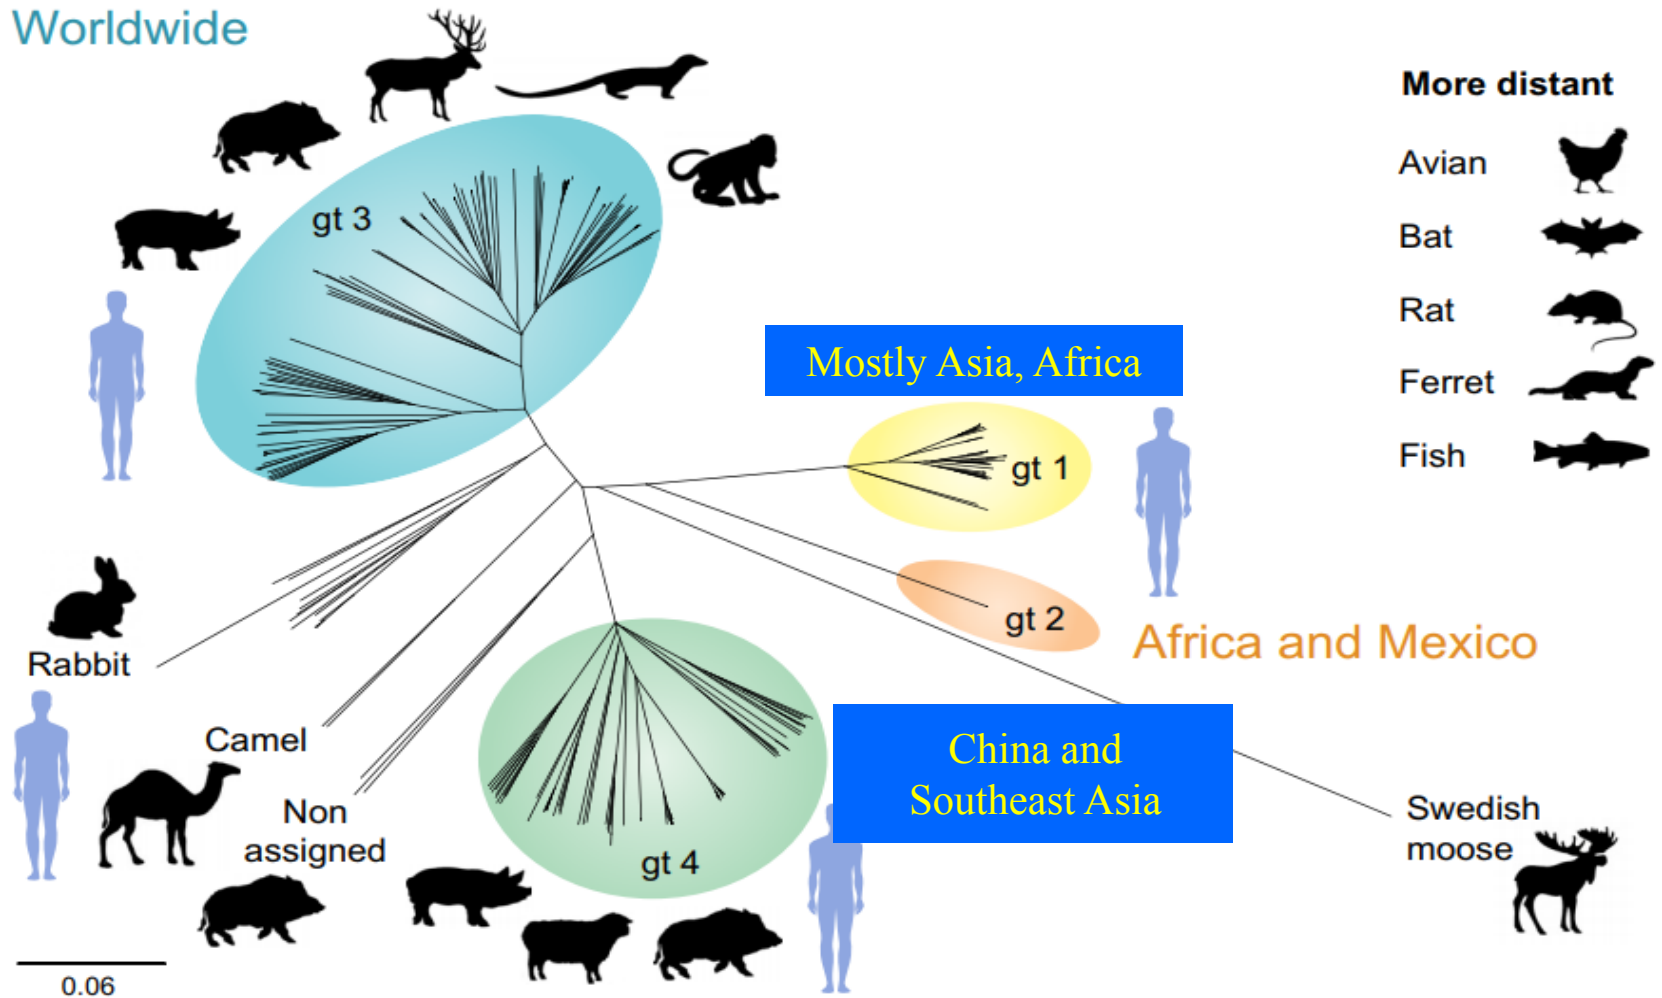 Worldwide
gt 3
More distant
Avian
Bat
Rat
Ferret
Fish
Mostly Asia, Africa
gt 1
gt 2
Africa and Mexico
Rabbit
Camel
Non
assigned
gt 4
China and
Southeast Asia
Swedish
moose
0.06